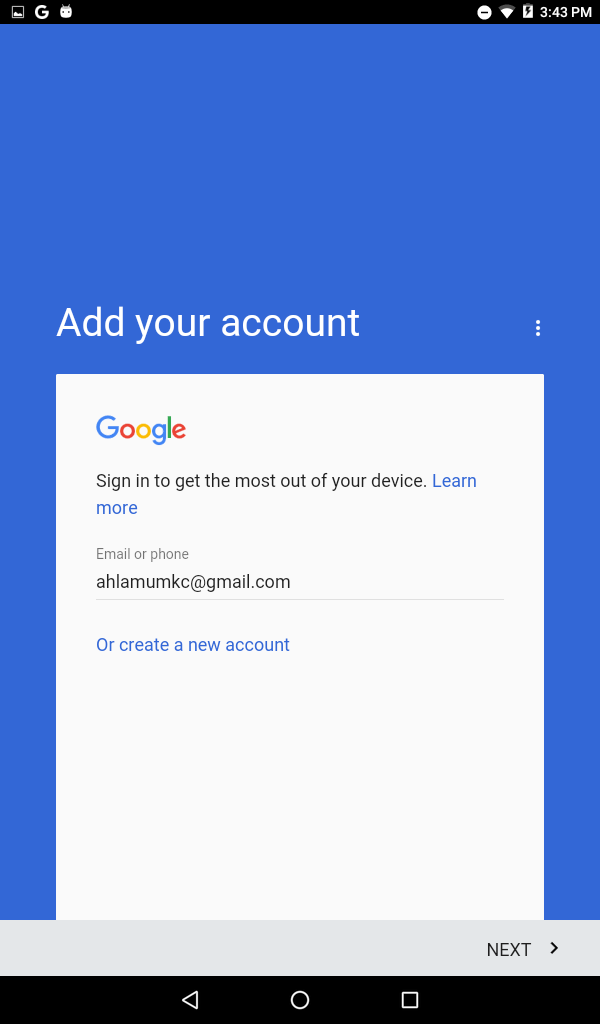 3:43 PM
Add your account
Google
Sign in to get the most out of your device. Learn
more
Email or phone
ahlamumkc@gmail.com
Or create a new account
NEXT